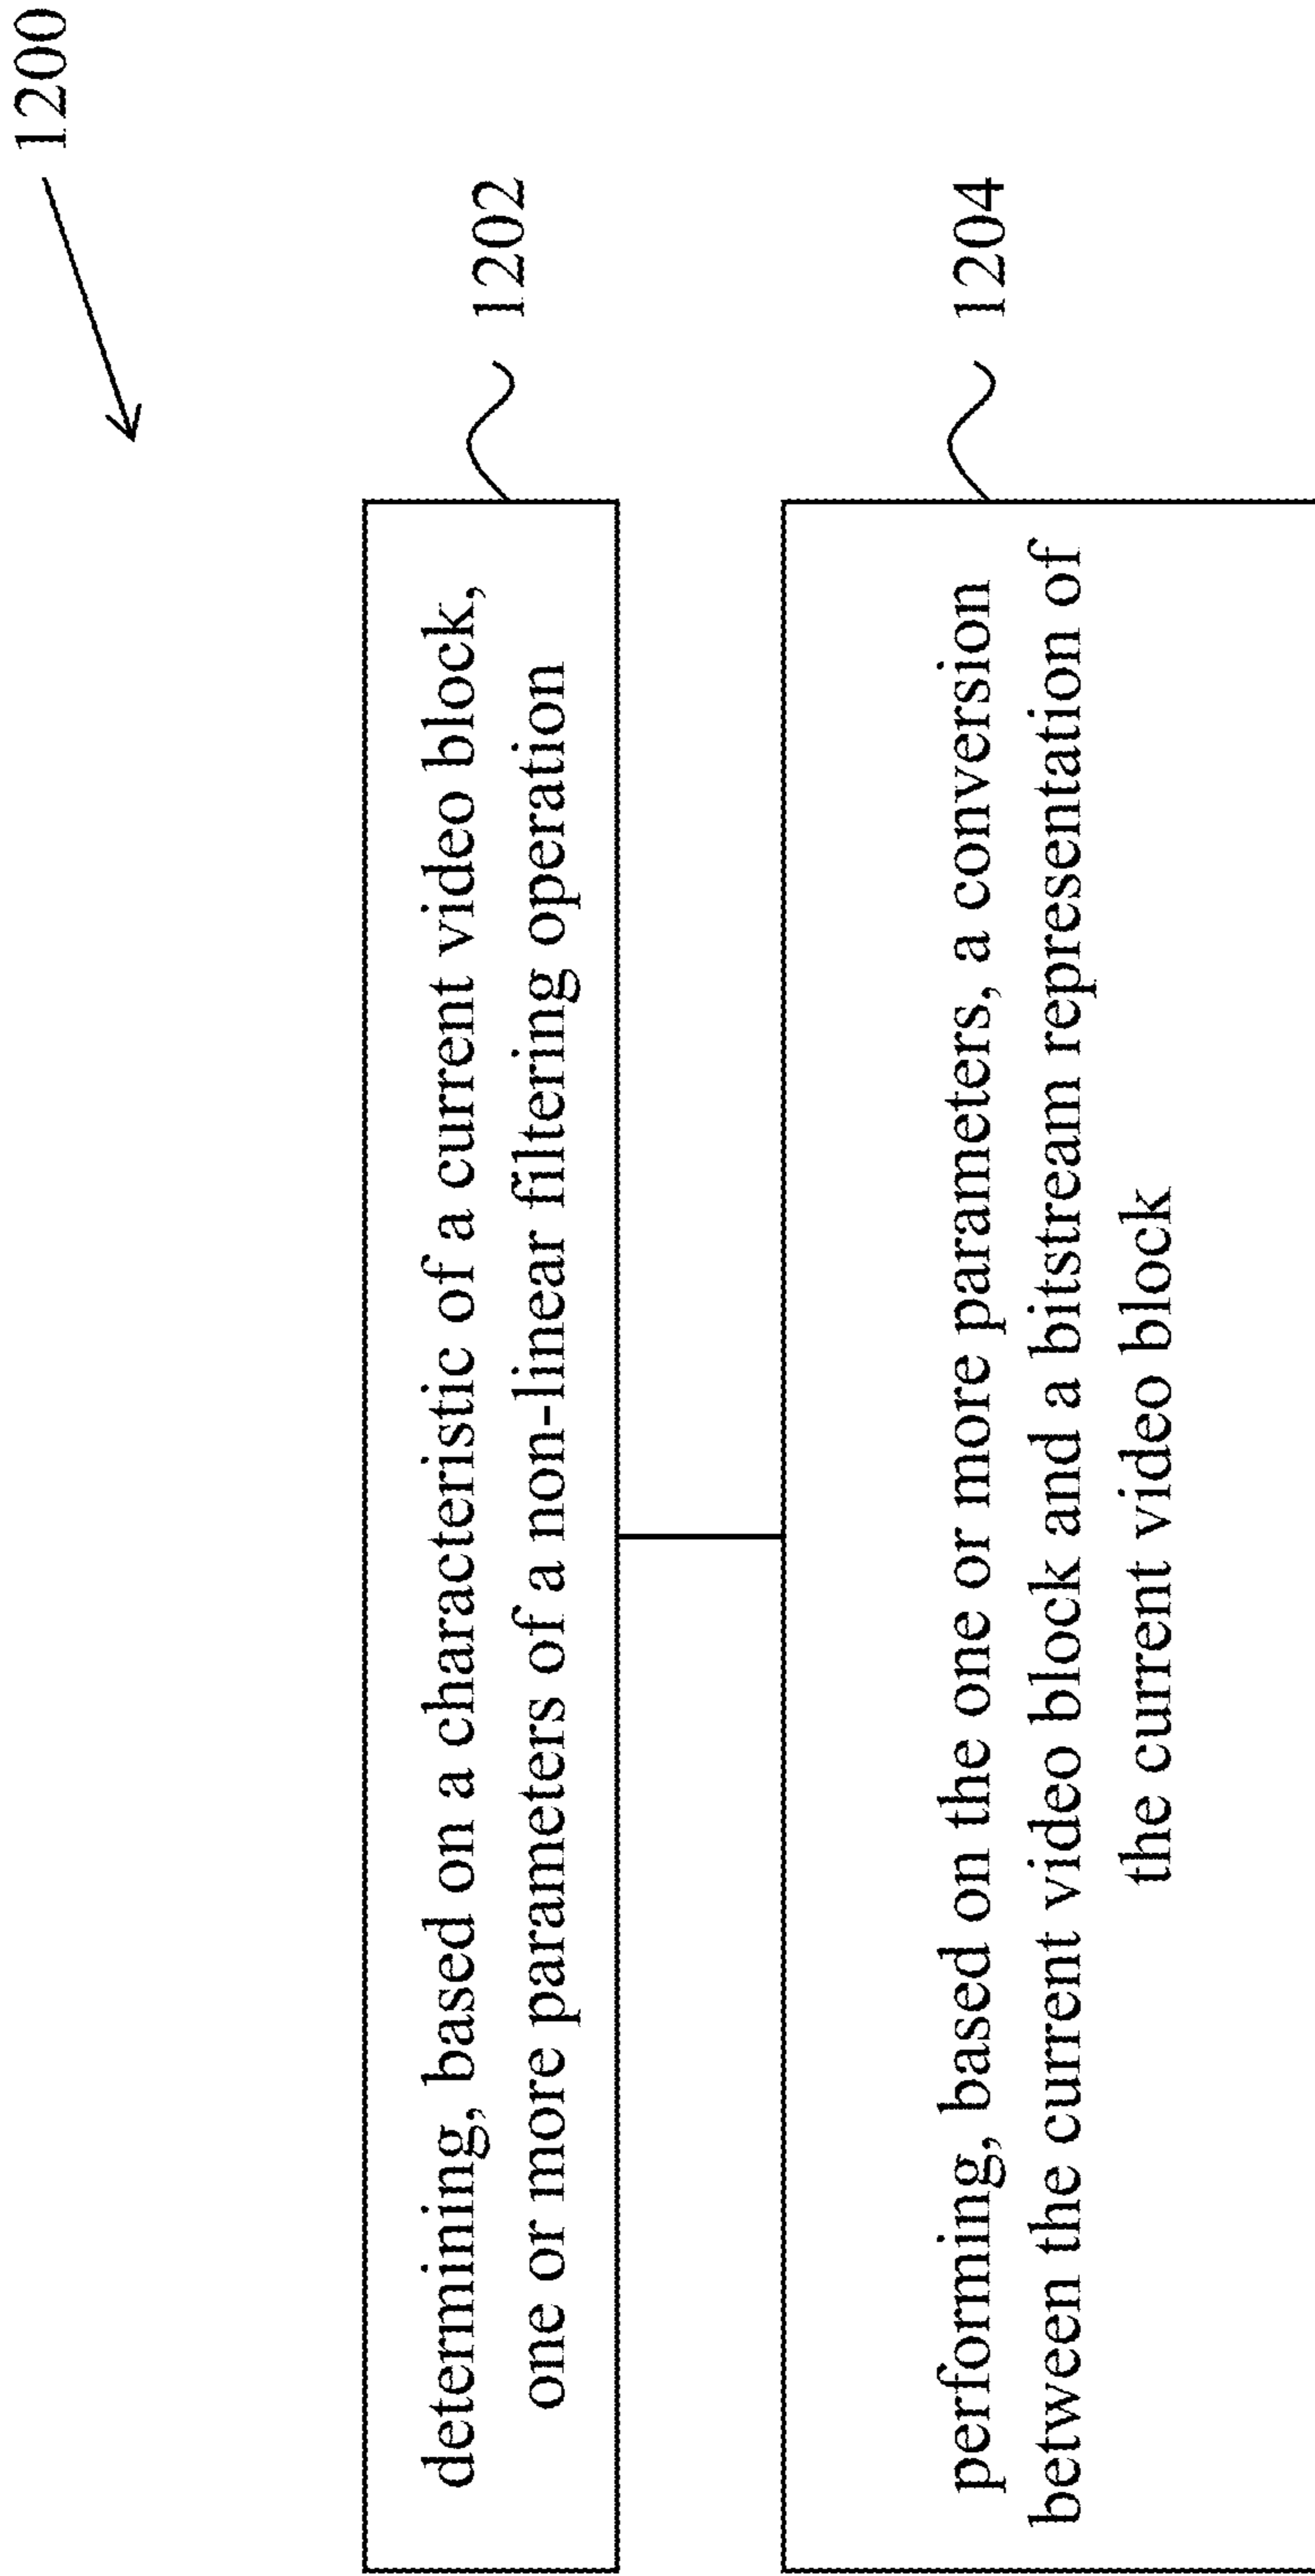 1200
determining, based on a characteristic of a current video block,
one or more parameters of a non-linear filtering operation
1202
performing, based on the one or more parameters, a conversion
between the current video block and a bitstream representation of
the current video block
1204